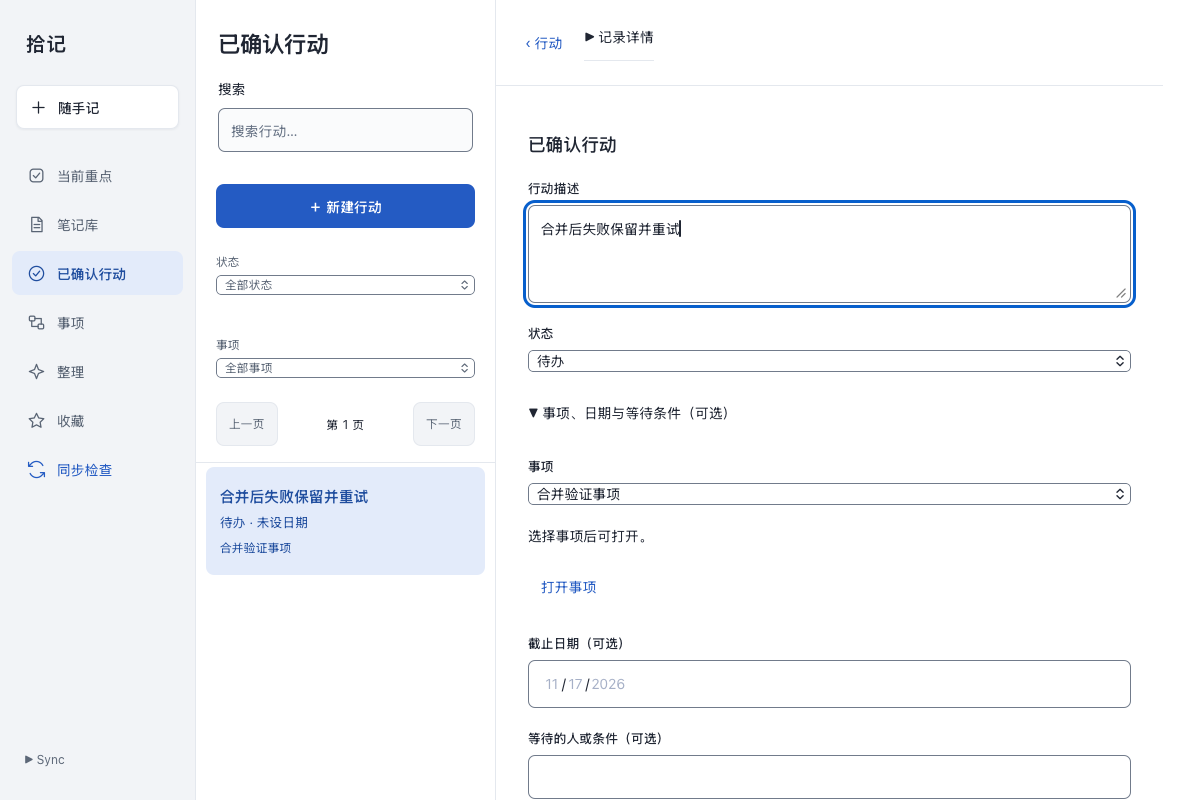 拾记
随手记
当前重点
笔记库
已确认行动
事项
整理
收藏
同步检查
Sync
已确认行动
搜索
搜索行动...
+ 新建行动
状态
全部状态
事项
全部事项
上一页
第 1 页
下一页
合并后失败保留并重试
待办 · 未设日期
合并验证事项
‹ 行动
▶ 记录详情
已确认行动
行动描述
合并后失败保留并重试
状态
待办
▼ 事项、日期与等待条件（可选）
事项
合并验证事项
选择事项后可打开。
打开事项
截止日期（可选）
11/17/2026
等待的人或条件（可选）